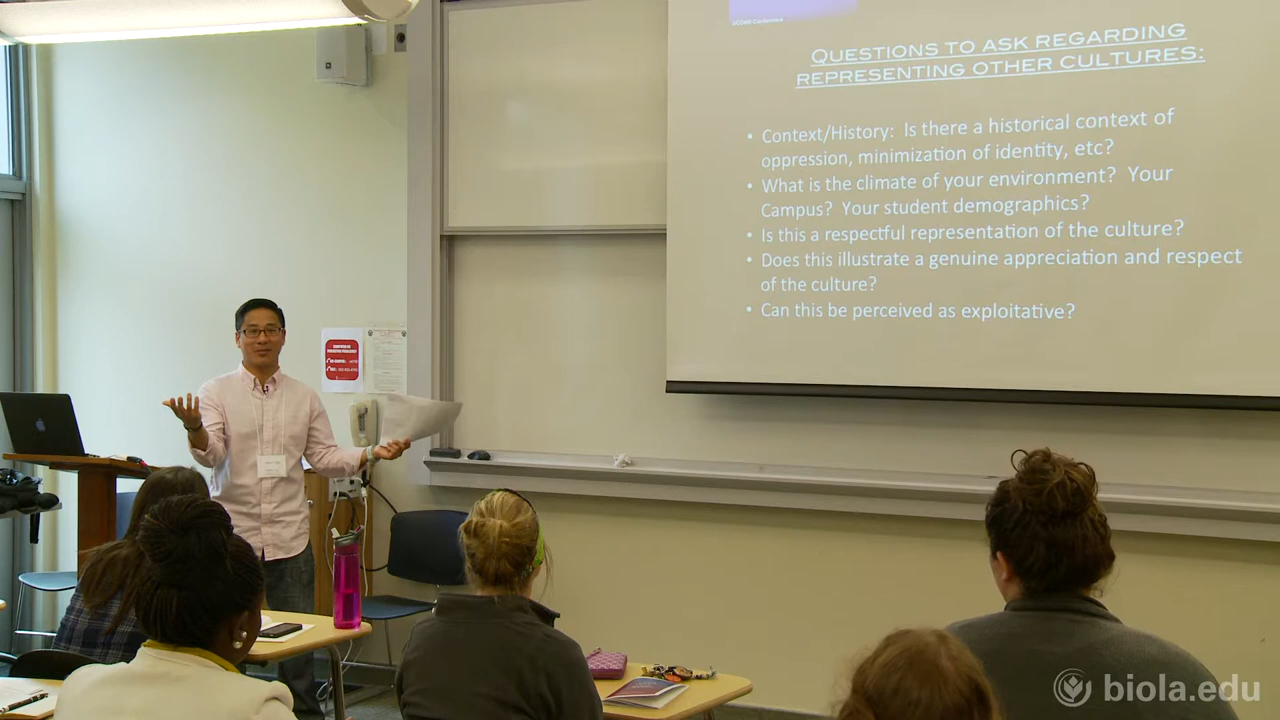 QUESTIONS TO ASK REGARDING
REPRESENTING OTHER CULTURES:
• Context/History: Is there a historical context of
oppression, minimization of identity, etc?
• What is the climate of your environment? Your
Campus? Your student demographics?
• Is this a respectful representation of the culture?
• Does this illustrate a genuine appreciation and respect
of the culture?
• Can this be perceived as exploitative?
biola.edu